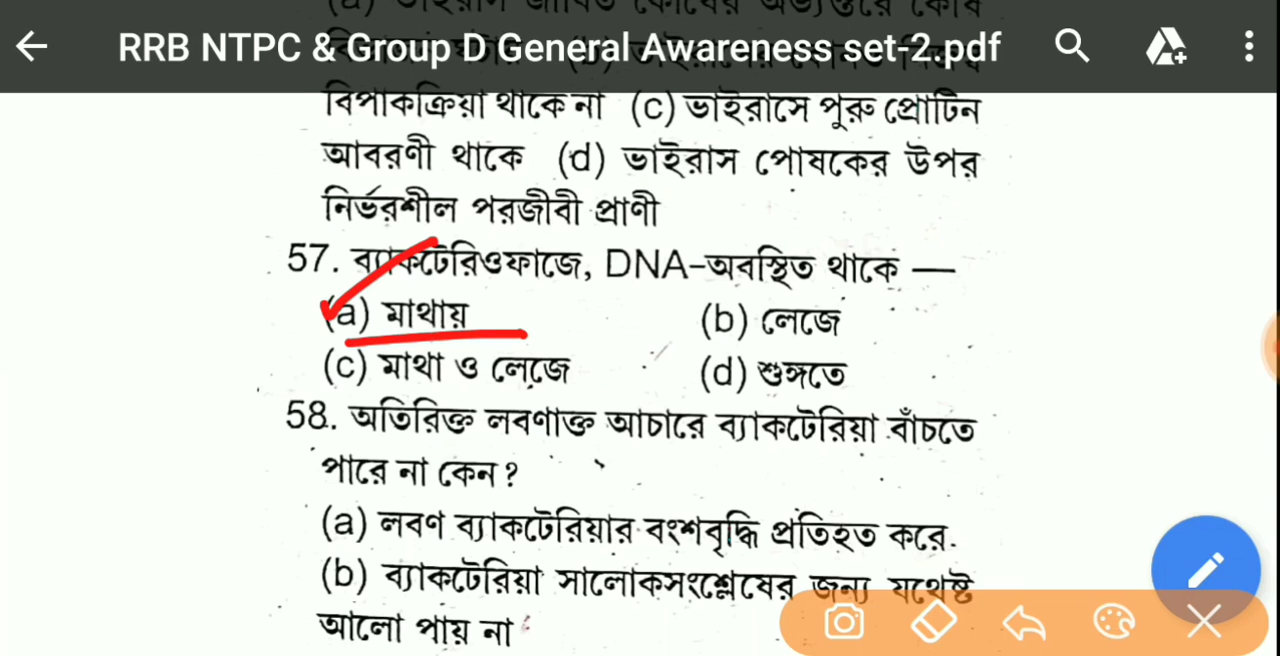 RRB NTPC & Group D General Awareness set-2.pdf
বিপাকক্রিয়া থাকে না (c) ভাইরাসে পুরু প্রোটিন
আবরণী থাকে (d) ভাইরাস পোষকের উপর
নির্ভরশীল পরজীবী প্রাণী
57. ব্যাকটেরিওফাজে, DNA-অবস্থিত থাকে —
(a) মাথায় (b) লেজে
(c) মাথা ও লেজে (d) শুঙ্গতে
58. অতিরিক্ত লবণাক্ত আচারে ব্যাকটেরিয়া বাঁচতে
পারে না কেন?
(a) লবণ ব্যাকটেরিয়ার বংশবৃদ্ধি প্রতিহত করে.
(b) ব্যাকটেরিয়া সালোকসংশ্লেষের জন্য যথেষ্ট
আলো পায় না